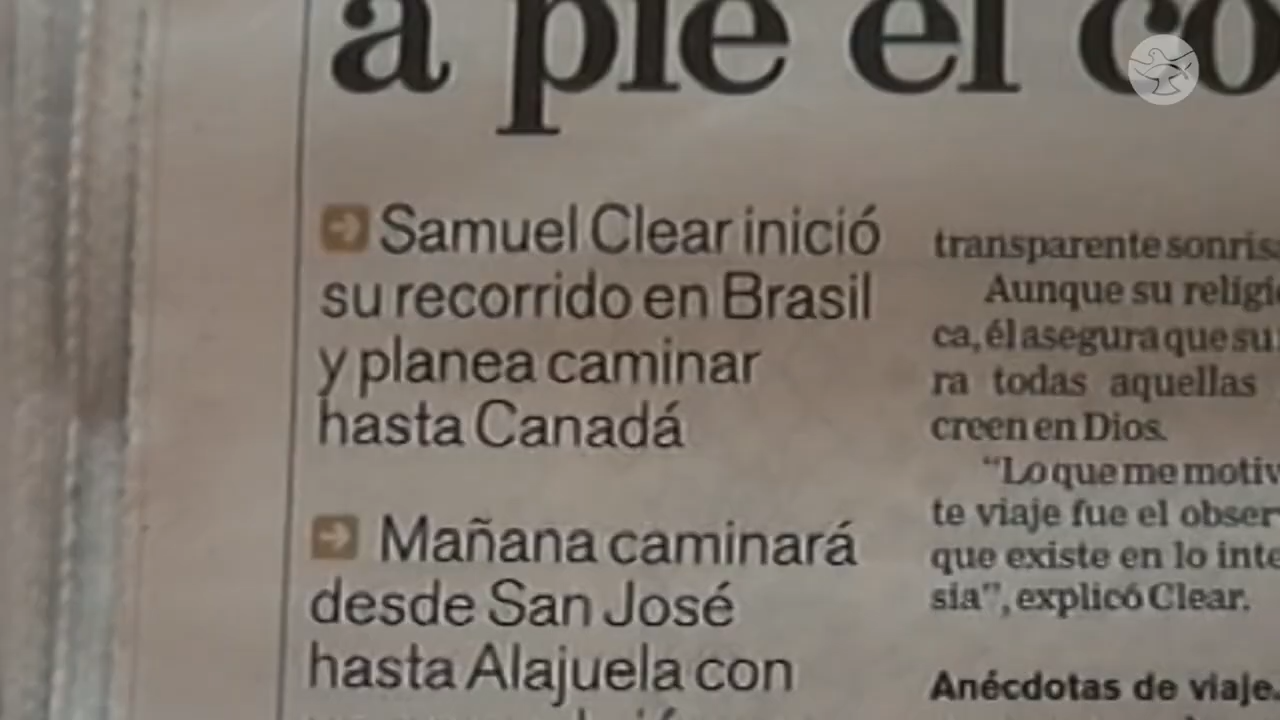 a pie el co
Samuel Clear inició
su recorrido en Brasil
y planea caminar
hasta Canadá
Mañana caminará
desde San José
hasta Alajuela con
transparente sonris
Aunque su religi
ca, él asegura que su
ra todas aquellas
creen en Dios.
“Lo que me motiv
te viaje fue el obser
que existe en lo inte
sia”, explicó Clear.
Anécdotas de viaje.